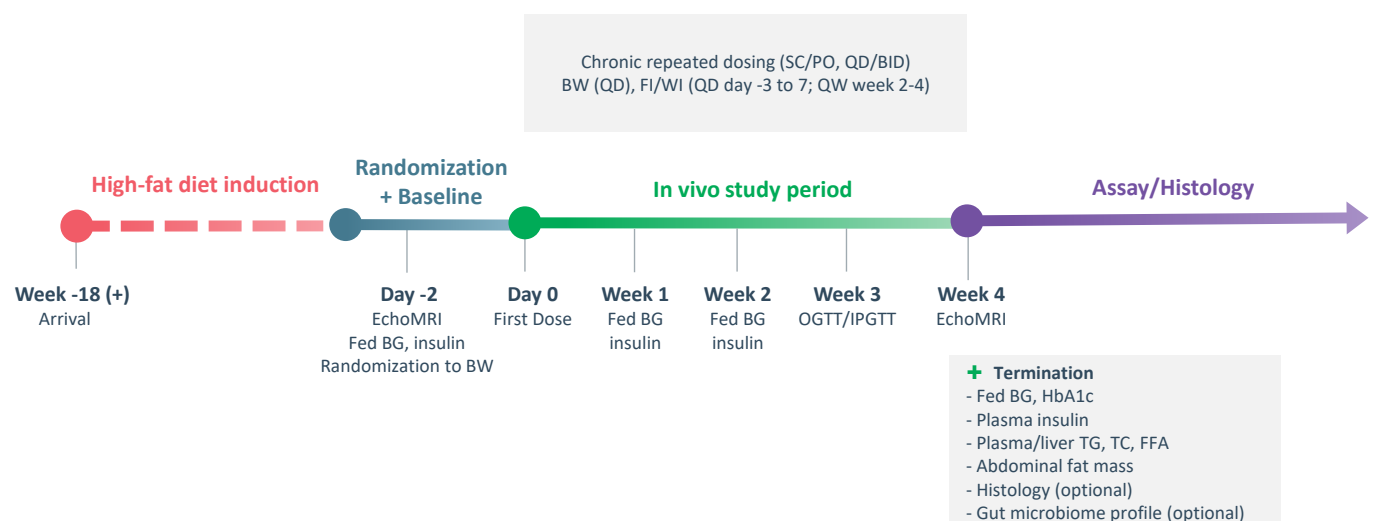 Chronic repeated dosing (SC/PO, QD/BID)
BW (QD), FI/WI (QD day -3 to 7; QW week 2-4)
High-fat diet induction
Randomization
+ Baseline
In vivo study period
Assay/Histology
Week -18 (+)
Arrival
Day -2
EchoMRI
Fed BG, insulin
Randomization to BW
Day 0
First Dose
Week 1
Fed BG
insulin
Week 2
Fed BG
insulin
Week 3
OGTT/IPGTT
Week 4
EchoMRI
+ Termination
- Fed BG, HbA1c
- Plasma insulin
- Plasma/liver TG, TC, FFA
- Abdominal fat mass
- Histology (optional)
- Gut microbiome profile (optional)